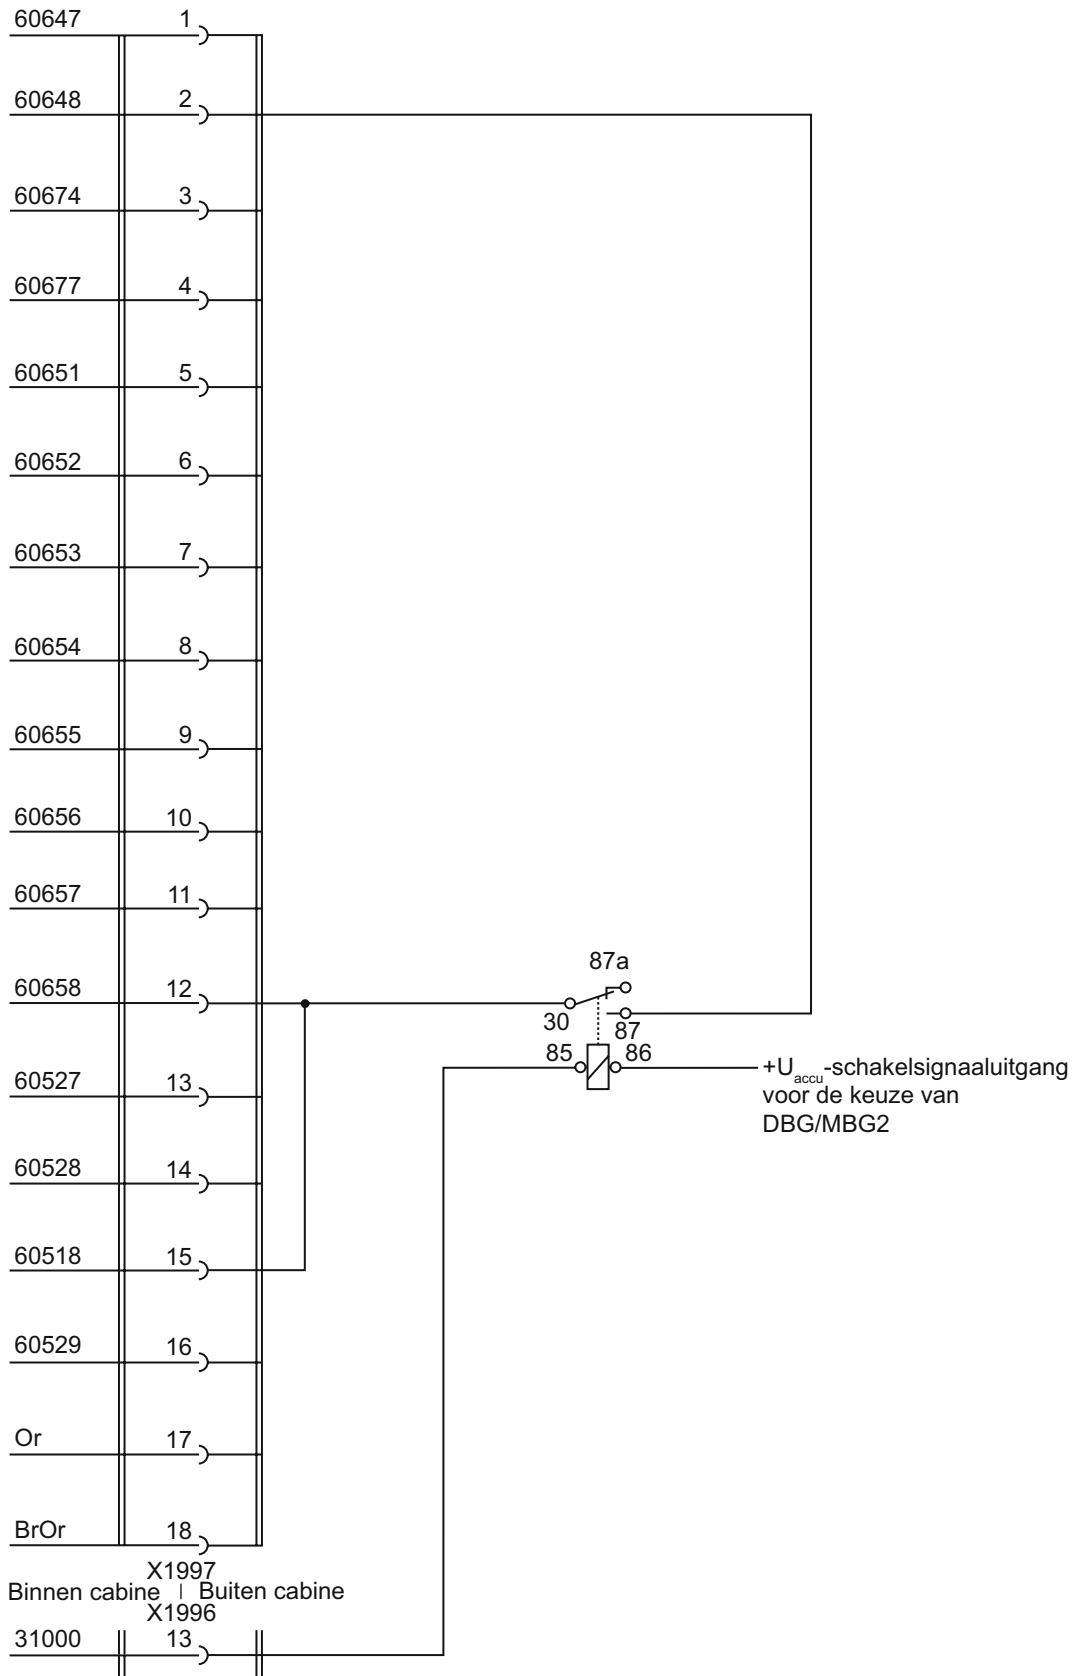 60647 1
60648 2
60674 3
60677 4
60651 5
60652 6
60653 7
60654 8
60655 9
60656 10
60657 11
87a
60658 12
30
87
85 86
+Uaccu-schakelsignaaluitgang
voor de keuze van
DBG/MBG2
60527 13
60528 14
60518 15
60529 16
Or 17
BrOr 18
X1997
Binnen cabine | Buiten cabine
X1996
31000 13